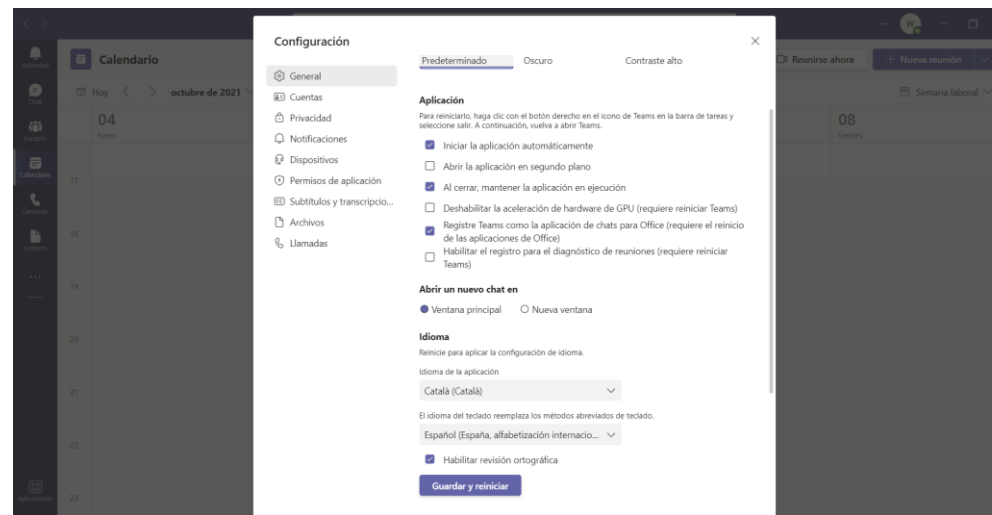 Configuración
W
Actividad
Calendario
Predeterminado
Oscuro
Contraste alto
Reunirse ahora
+ Nueva reunión
General
Chat
Hoy
octubre de 2021
Cuentas
Aplicación
Semana laboral
Privacidad
Para reiniciarlo, haga clic con el botón derecho en el icono de Teams en la barra de tareas y
seleccione salir. A continuación, vuelva a abrir Teams.
04
lunes
08
viernes
Equipos
Notificaciones
Iniciar la aplicación automáticamente
Dispositivos
Abrir la aplicación en segundo plano
Calendario
17
Permisos de aplicación
Al cerrar, mantener la aplicación en ejecución
Subtítulos y transcripcio...
Deshabilitar la aceleración de hardware de GPU (requiere reiniciar Teams)
Llamadas
Archivos
Registre Teams como la aplicación de chats para Office (requiere el reinicio
de las aplicaciones de Office)
18
Llamadas
Archivos
Habilitar el registro para el diagnóstico de reuniones (requiere reiniciar
Teams)
19
Abrir un nuevo chat en
Ventana principal
Nueva ventana
20
Idioma
Reinicie para aplicar la configuración de idioma.
Idioma de la aplicación
21
Català (Català)
El idioma del teclado reemplaza los métodos abreviados de teclado.
22
Español (España, alfabetización internacio...
Habilitar revisión ortográfica
Aplicaciones
Guardar y reiniciar
23